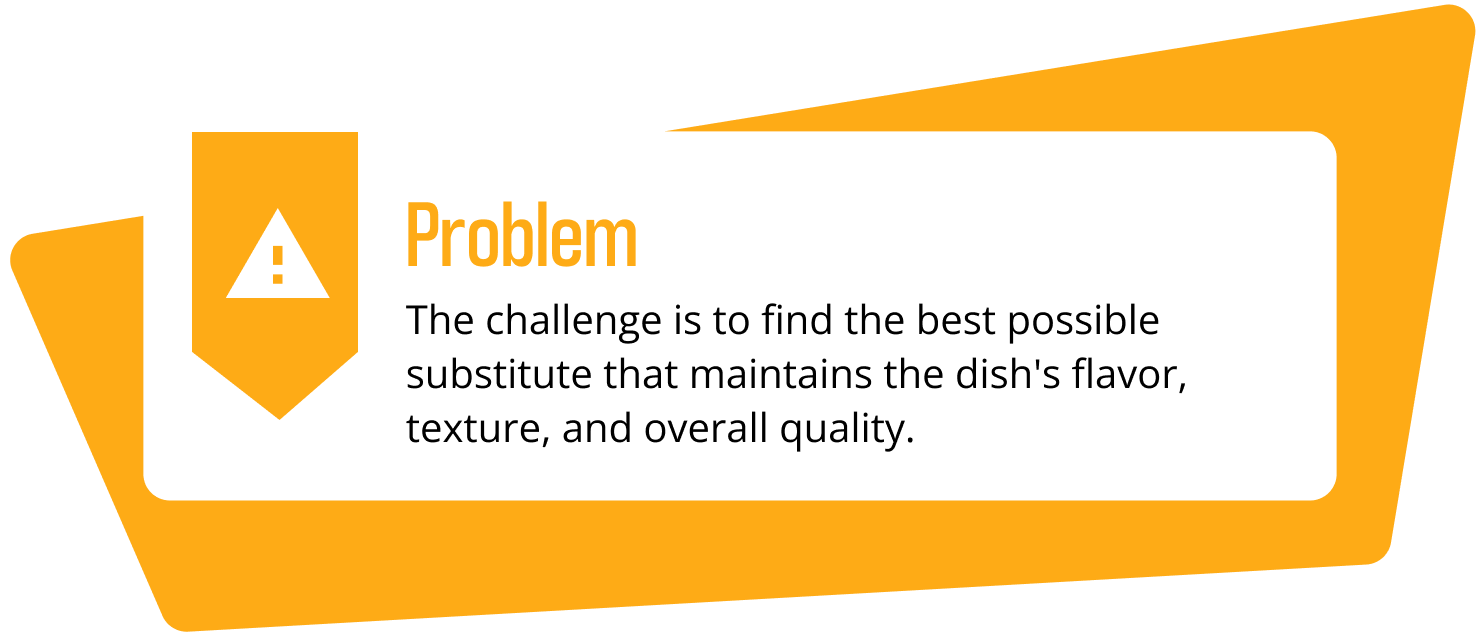 Problem
The challenge is to find the best possible
substitute that maintains the dish's flavor,
texture, and overall quality.